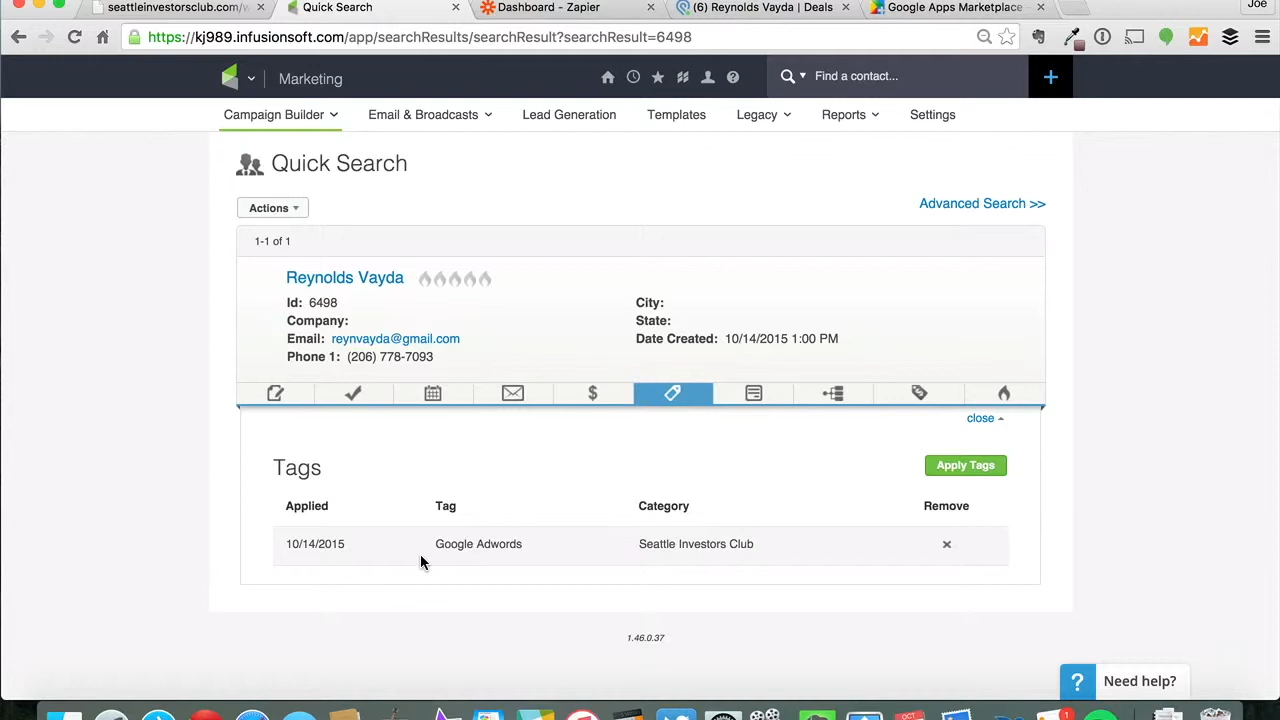 seattleinvestorsclub.com/w
Quick Search
Dashboard - Zapier
(6) Reynolds Vayda | Deals
Google Apps Marketplace
Joe
https://kj989.infusionsoft.com/app/searchResults/searchResult?searchResult=6498
Marketing
Find a contact...
+
Campaign Builder
Email & Broadcasts
Lead Generation
Templates
Legacy
Reports
Settings
Quick Search
Actions
Advanced Search >>
1-1 of 1
Reynolds Vayda
Id: 6498
City:
Company:
State:
Email: reynvayda@gmail.com
Date Created: 10/14/2015 1:00 PM
Phone 1: (206) 778-7093
$
close
Tags
Apply Tags
Applied Tag Category Remove
10/14/2015 Google Adwords Seattle Investors Club
1.46.0.37
? Need help?
OCT
1